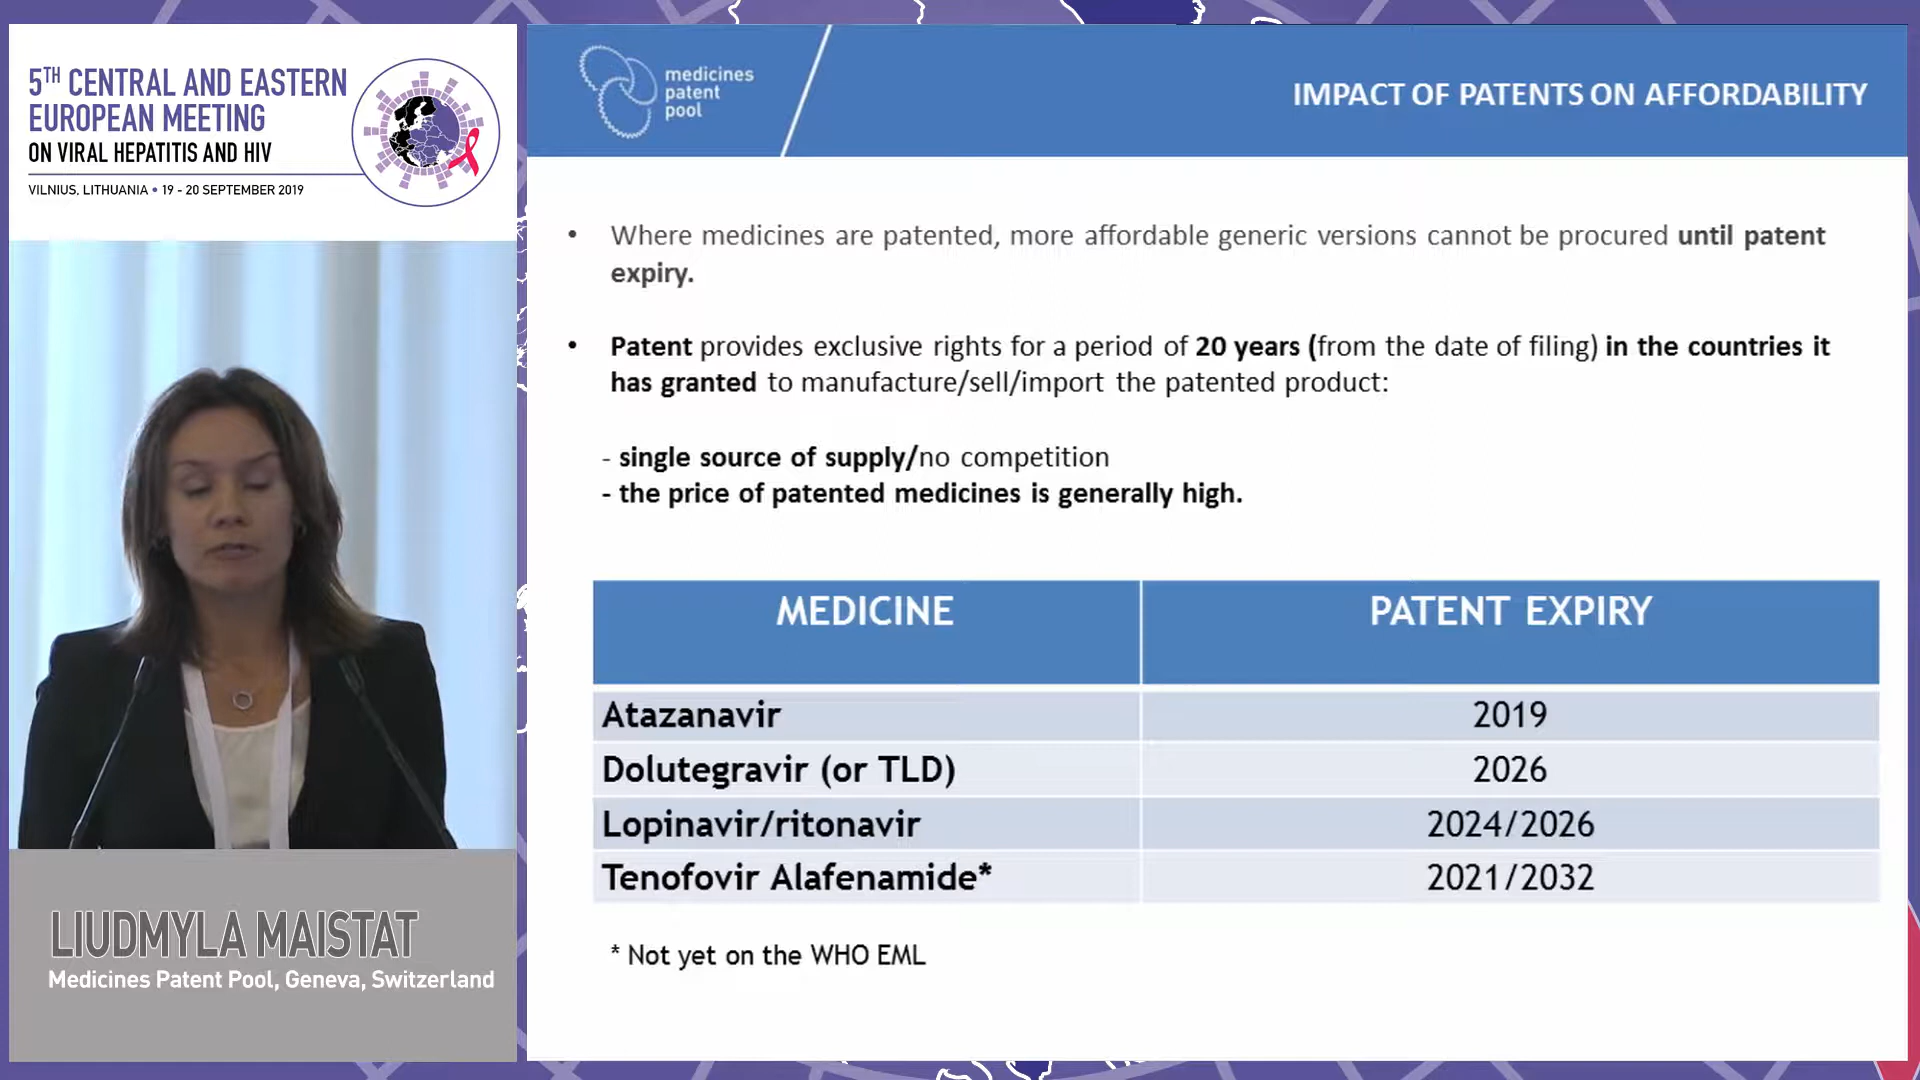 5TH CENTRAL AND EASTERN
EUROPEAN MEETING
ON VIRAL HEPATITIS AND HIV
VILNIUS, LITHUANIA • 19 - 20 SEPTEMBER 2019
LIUDMYLA MAISTAT
Medicines Patent Pool, Geneva, Switzerland
medicines
patent
pool
IMPACT OF PATENTS ON AFFORDABILITY
• Where medicines are patented, more affordable generic versions cannot be procured until patent
expiry.
• Patent provides exclusive rights for a period of 20 years (from the date of filing) in the countries it
has granted to manufacture/sell/import the patented product:
- single source of supply/no competition
- the price of patented medicines is generally high.
MEDICINE PATENT EXPIRY
Atazanavir 2019
Dolutegravir (or TLD) 2026
Lopinavir/ritonavir 2024/2026
Tenofovir Alafenamide* 2021/2032
* Not yet on the WHO EML